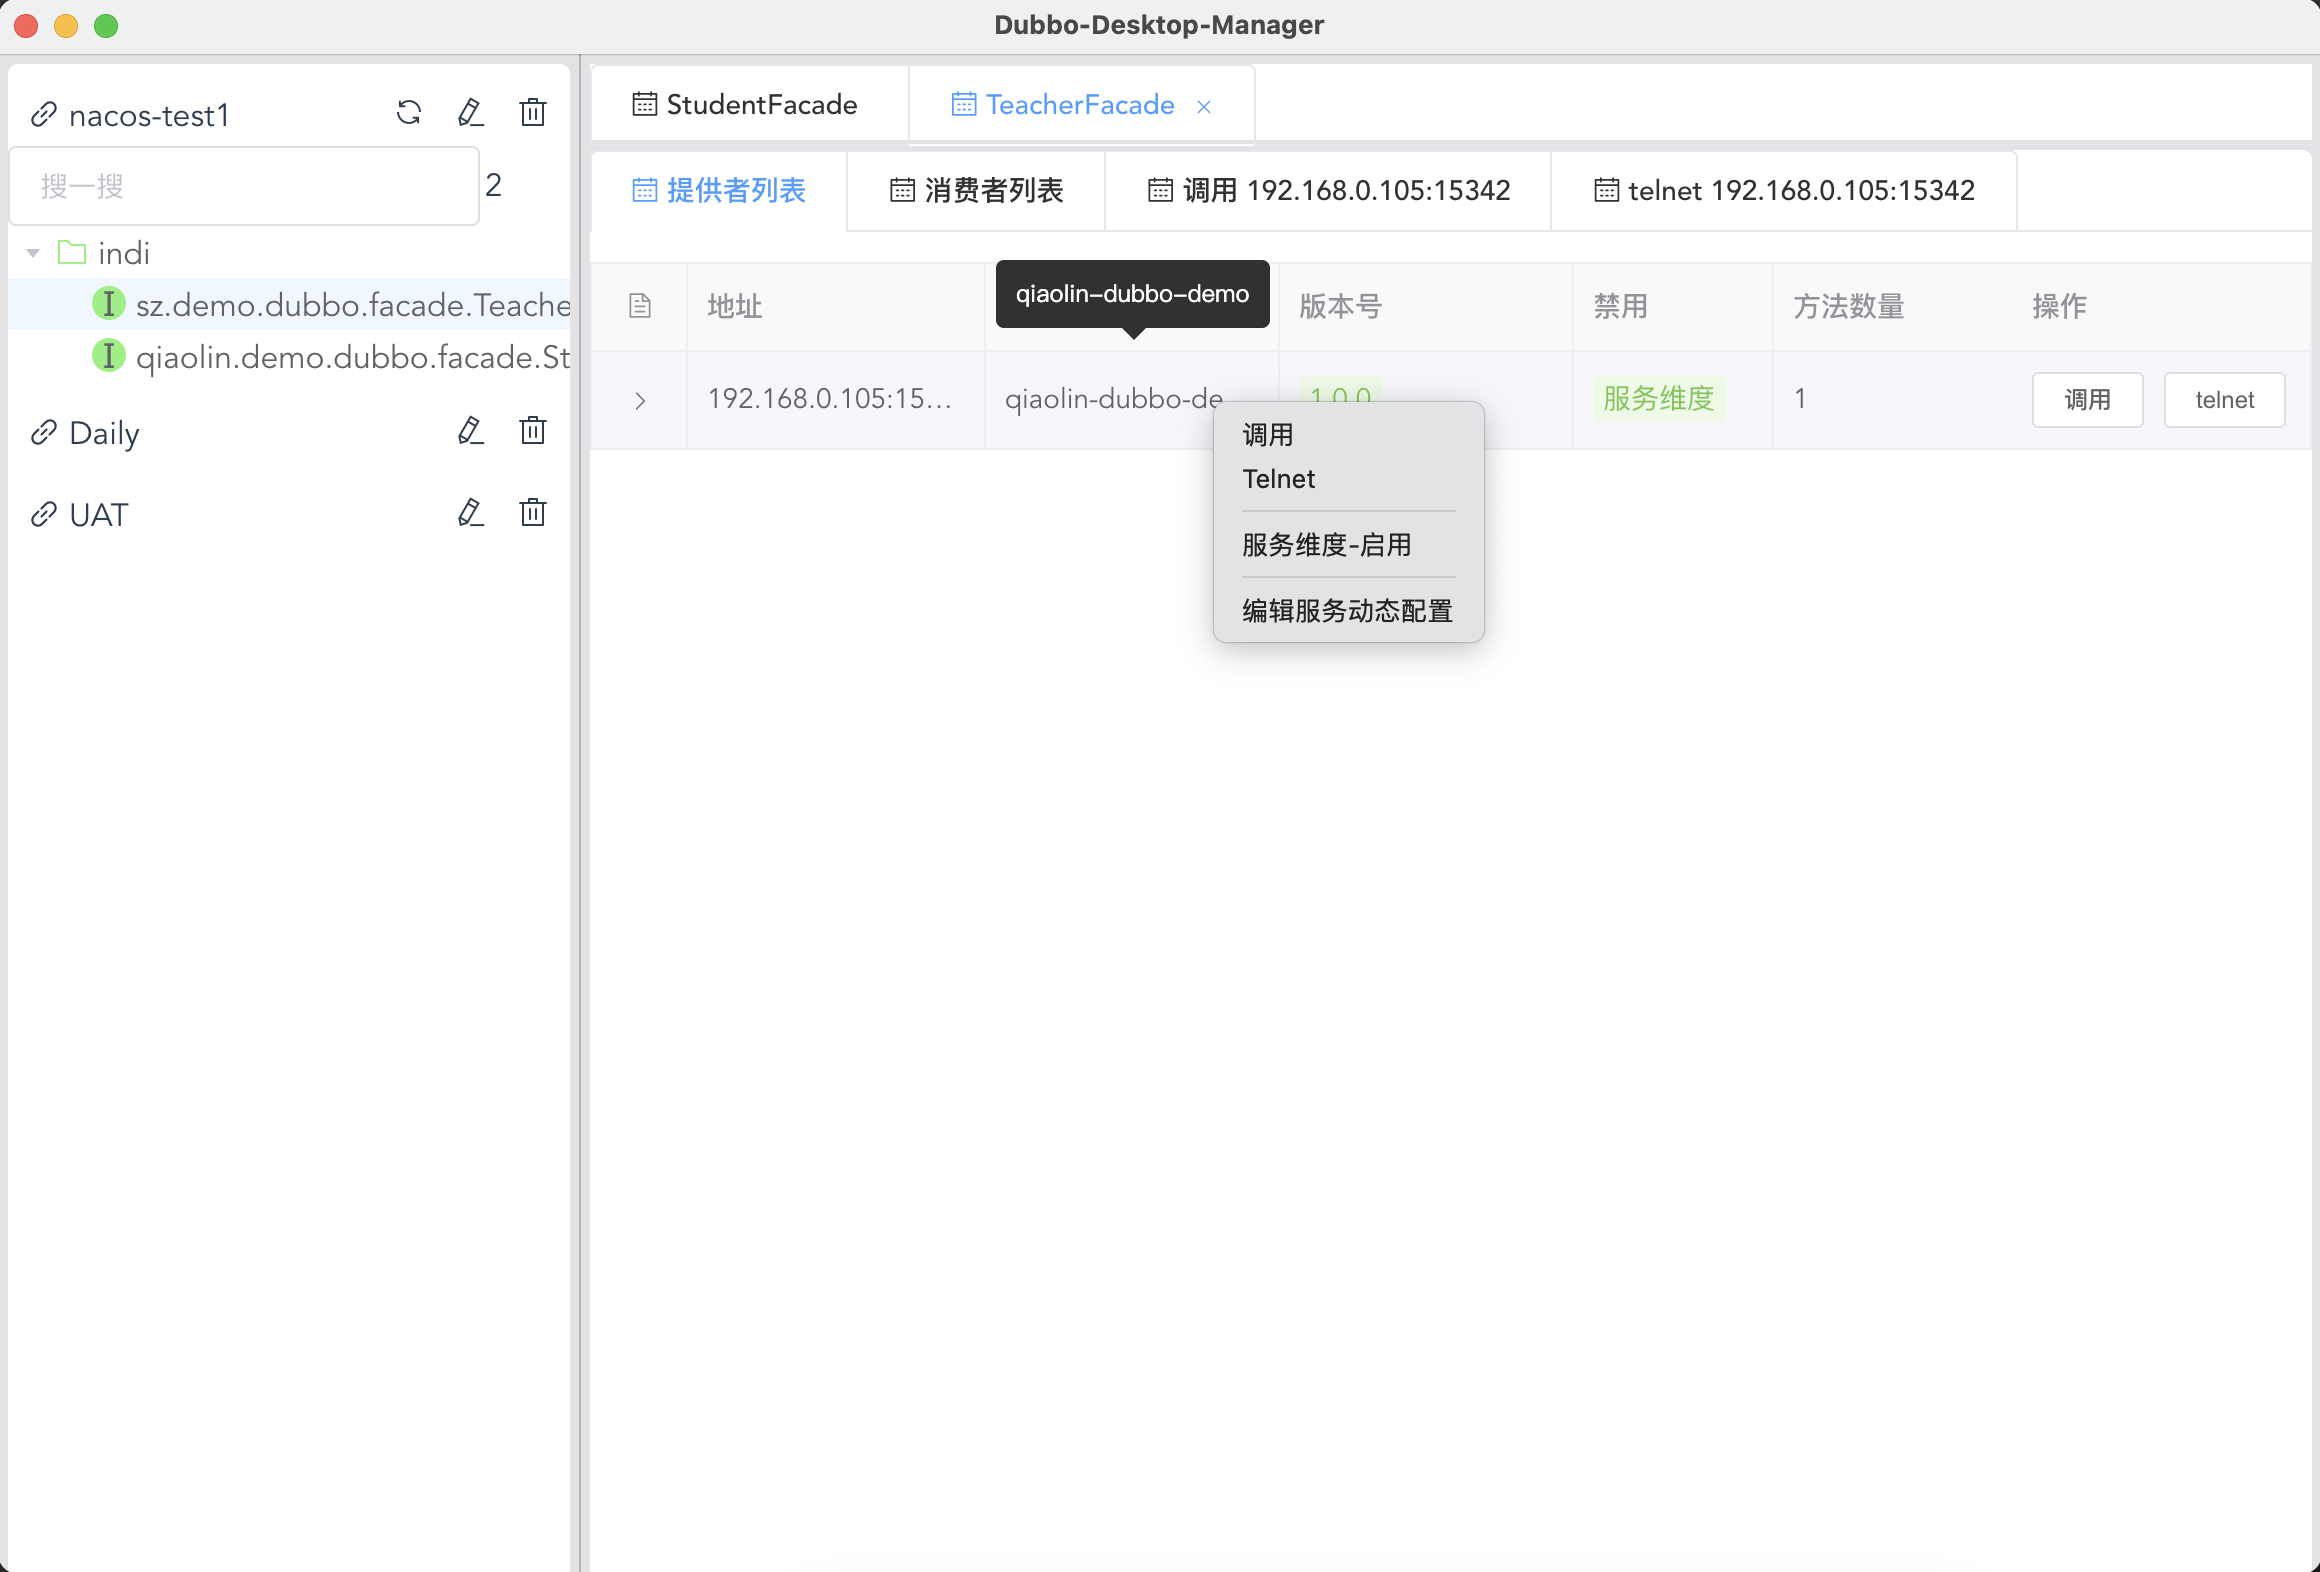 Dubbo-Desktop-Manager
nacos-test1
搜一搜
2
indi
sz.demo.dubbo.facade.Teache
qiaolin.demo.dubbo.facade.St
Daily
UAT
StudentFacade
TeacherFacade
提供者列表
消费者列表
调用 192.168.0.105:15342
telnet 192.168.0.105:15342
qiaolin-dubbo-demo
地址
版本号
禁用
方法数量
操作
192.168.0.105:15...
qiaolin-dubbo-de
1.0.0
服务维度
1
调用
telnet
调用
Telnet
服务维度-启用
编辑服务动态配置